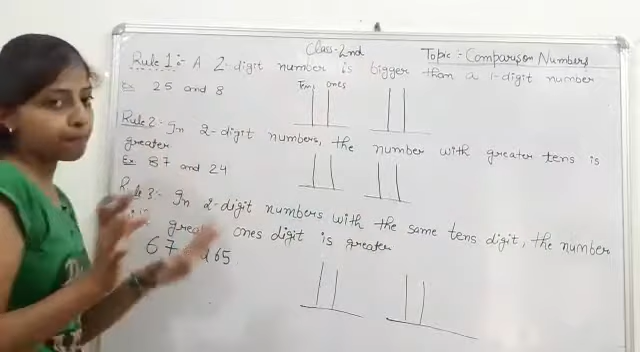 Class-2nd Topic :- Comparison Numbers
Rule 1 :- A 2-digit number is bigger than a 1-digit number
Ex 25 and 8 Tens Ones
Rule 2 - In 2-digit numbers, the number with greater tens is
greater
Ex 87 and 24
Rule 3:- In 2-digit numbers with the same tens digit, the number
ones digit is greater
67 65